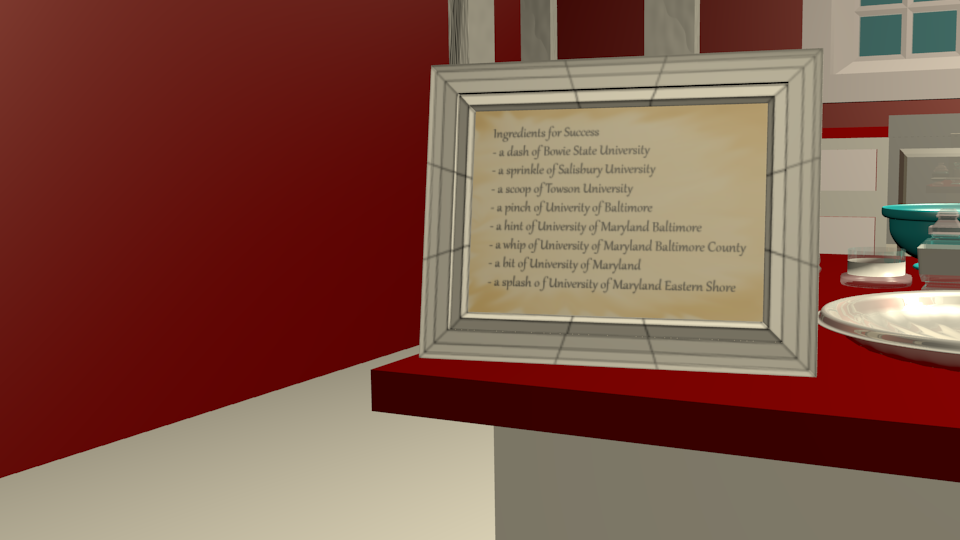 Ingredients for Success
- a dash of Bowie State University
- a sprinkle of Salisbury University
- a scoop of Towson University
- a pinch of Univerity of Baltimore
- a hint of University of Maryland Baltimore
- a whip of University of Maryland Baltimore County
- a bit of University of Maryland
- a splash o f University of Maryland Eastern Shore